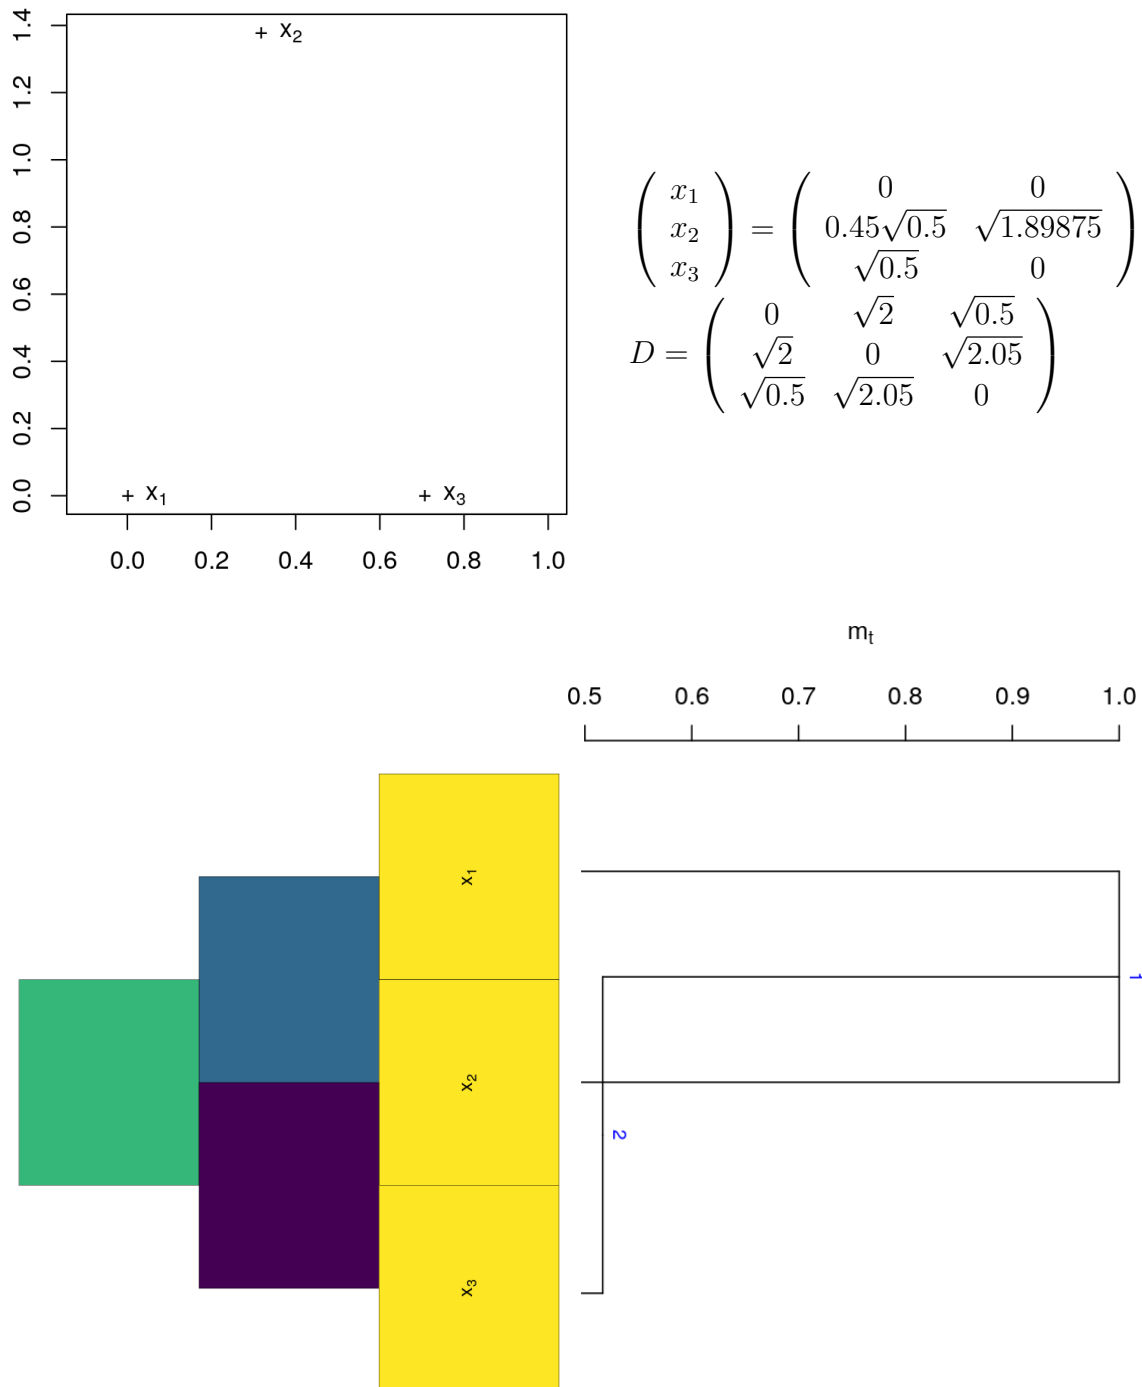 1.4
1.2
1.0
0.8
0.6
0.4
0.2
0.0
+ x₂
+ x₁
+ x₃
0.0 0.2 0.4 0.6 0.8 1.0
( x₁ ) = ( 0 0 )
( x₂ ) ( 0.45√0.5 √1.89875 )
( x₃ ) ( √0.5 0 )
( 0 √2 √0.5 )
D = ( √2 0 √2.05 )
( √0.5 √2.05 0 )
mₜ
0.5 0.6 0.7 0.8 0.9 1.0
x₁
1
x₂
2
x₃